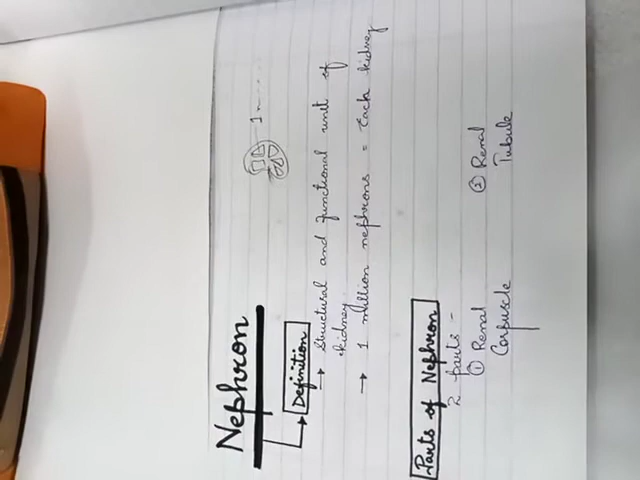 Nephron
Definition
→ Structural and functional unit of
kidney
→ 1 million nephrons = Each kidney
1 m.....
Parts of Nephron
2 parts -
① Renal Corpuscle
② Renal Tubule